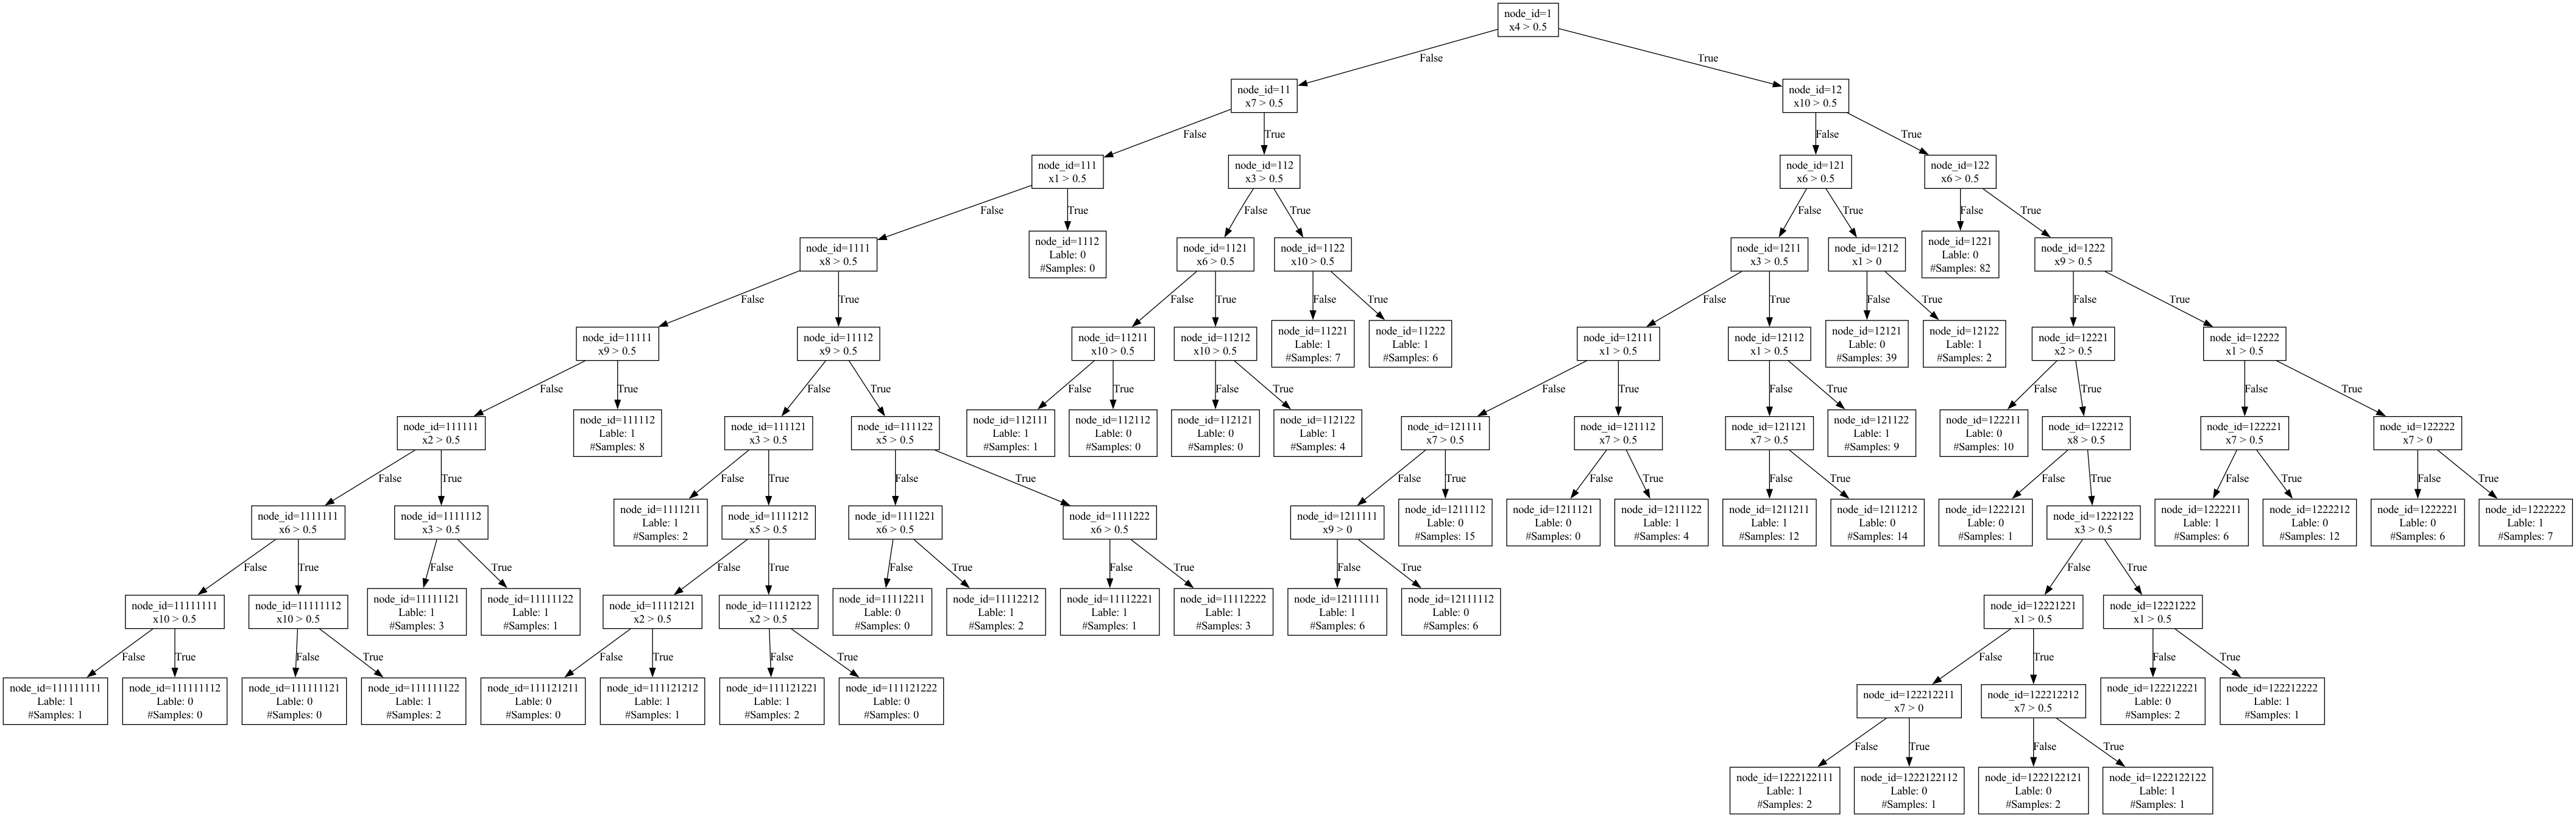 node_id=1
x4 > 0.5
False
True
node_id=11
x7 > 0.5
node_id=12
x10 > 0.5
False
True
False
True
node_id=111
x1 > 0.5
node_id=112
x3 > 0.5
node_id=121
x6 > 0.5
node_id=122
x6 > 0.5
False
True
False
True
False
True
False
True
node_id=1111
x8 > 0.5
node_id=1112
Lable: 0
#Samples: 0
node_id=1121
x6 > 0.5
node_id=1122
x10 > 0.5
node_id=1211
x3 > 0.5
node_id=1212
x1 > 0
node_id=1221
Lable: 0
#Samples: 82
node_id=1222
x9 > 0.5
False
True
False
True
False
True
False
True
False
True
False
True
node_id=11111
x9 > 0.5
node_id=11112
x9 > 0.5
node_id=11211
x10 > 0.5
node_id=11212
x10 > 0.5
node_id=11221
Lable: 1
#Samples: 7
node_id=11222
Lable: 1
#Samples: 6
node_id=12111
x1 > 0.5
node_id=12112
x1 > 0.5
node_id=12121
Lable: 0
#Samples: 39
node_id=12122
Lable: 1
#Samples: 2
node_id=12221
x2 > 0.5
node_id=12222
x1 > 0.5
False
True
False
True
False
True
False
True
False
True
False
True
False
True
False
True
node_id=111111
x2 > 0.5
node_id=111112
Lable: 1
#Samples: 8
node_id=111121
x3 > 0.5
node_id=111122
x5 > 0.5
node_id=112111
Lable: 1
#Samples: 1
node_id=112112
Lable: 0
#Samples: 0
node_id=112121
Lable: 0
#Samples: 0
node_id=112122
Lable: 1
#Samples: 4
node_id=121111
x7 > 0.5
node_id=121112
x7 > 0.5
node_id=121121
x7 > 0.5
node_id=121122
Lable: 1
#Samples: 9
node_id=122211
Lable: 0
#Samples: 10
node_id=122212
x8 > 0.5
node_id=122221
x7 > 0.5
node_id=122222
x7 > 0
False
True
False
True
False
True
False
True
False
True
False
True
False
True
False
True
False
True
node_id=1111111
x6 > 0.5
node_id=1111112
x3 > 0.5
node_id=1111211
Lable: 1
#Samples: 2
node_id=1111212
x5 > 0.5
node_id=1111221
x6 > 0.5
node_id=1111222
x6 > 0.5
node_id=1211111
x9 > 0
node_id=1211112
Lable: 0
#Samples: 15
node_id=1211121
Lable: 0
#Samples: 0
node_id=1211122
Lable: 1
#Samples: 4
node_id=1211211
Lable: 1
#Samples: 12
node_id=1211212
Lable: 0
#Samples: 14
node_id=1222121
Lable: 0
#Samples: 1
node_id=1222122
x3 > 0.5
node_id=1222211
Lable: 1
#Samples: 6
node_id=1222212
Lable: 0
#Samples: 12
node_id=1222221
Lable: 0
#Samples: 6
node_id=1222222
Lable: 1
#Samples: 7
False
True
False
True
False
True
False
True
False
True
False
True
False
True
node_id=11111111
x10 > 0.5
node_id=11111112
x10 > 0.5
node_id=11111121
Lable: 1
#Samples: 3
node_id=11111122
Lable: 1
#Samples: 1
node_id=11112121
x2 > 0.5
node_id=11112122
x2 > 0.5
node_id=11112211
Lable: 0
#Samples: 0
node_id=11112212
Lable: 1
#Samples: 2
node_id=11112221
Lable: 1
#Samples: 1
node_id=11112222
Lable: 1
#Samples: 3
node_id=12111111
Lable: 1
#Samples: 6
node_id=12111112
Lable: 0
#Samples: 6
node_id=12221221
x1 > 0.5
node_id=12221222
x1 > 0.5
False
True
False
True
False
True
False
True
False
True
False
True
node_id=111111111
Lable: 1
#Samples: 1
node_id=111111112
Lable: 0
#Samples: 0
node_id=111111121
Lable: 0
#Samples: 0
node_id=111111122
Lable: 1
#Samples: 2
node_id=111121211
Lable: 0
#Samples: 0
node_id=111121212
Lable: 1
#Samples: 1
node_id=111121221
Lable: 1
#Samples: 2
node_id=111121222
Lable: 0
#Samples: 0
node_id=122212211
x7 > 0
node_id=122212212
x7 > 0.5
node_id=122212221
Lable: 0
#Samples: 2
node_id=122212222
Lable: 1
#Samples: 1
False
True
False
True
node_id=1222122111
Lable: 1
#Samples: 2
node_id=1222122112
Lable: 0
#Samples: 1
node_id=1222122121
Lable: 0
#Samples: 2
node_id=1222122122
Lable: 1
#Samples: 1